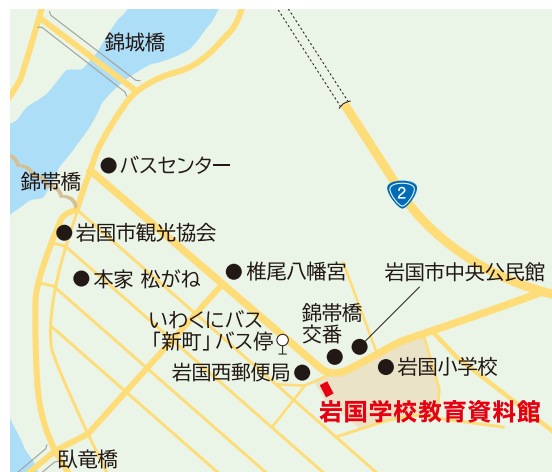 錦城橋
バスセンター
錦帯橋
2
岩国市観光協会
椎尾八幡宮
岩国市中央公民館
本家 松がね
錦帯橋
交番
いわくにバス
「新町」バス停
岩国西郵便局
岩国小学校
岩国学校教育資料館
臥竜橋